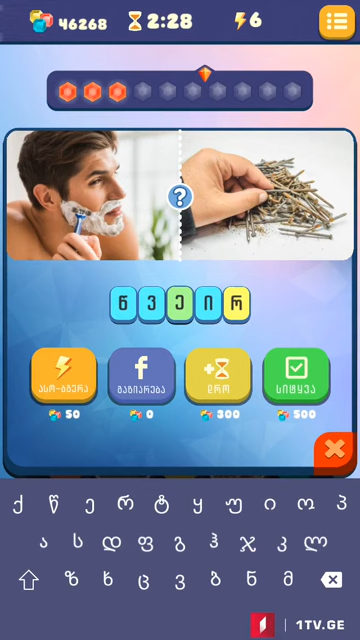 46268 2:28 6
?
წ ვ ე ი რ
ასო-ბგერა f გაზიარება + დრო სიტყვა
50 0 300 500
ქ წ ე რ ტ ყ უ ი ო პ
ა ს დ ფ გ ჰ ჯ კ ლ
ზ ხ ც ვ ბ ნ მ
1TV.GE